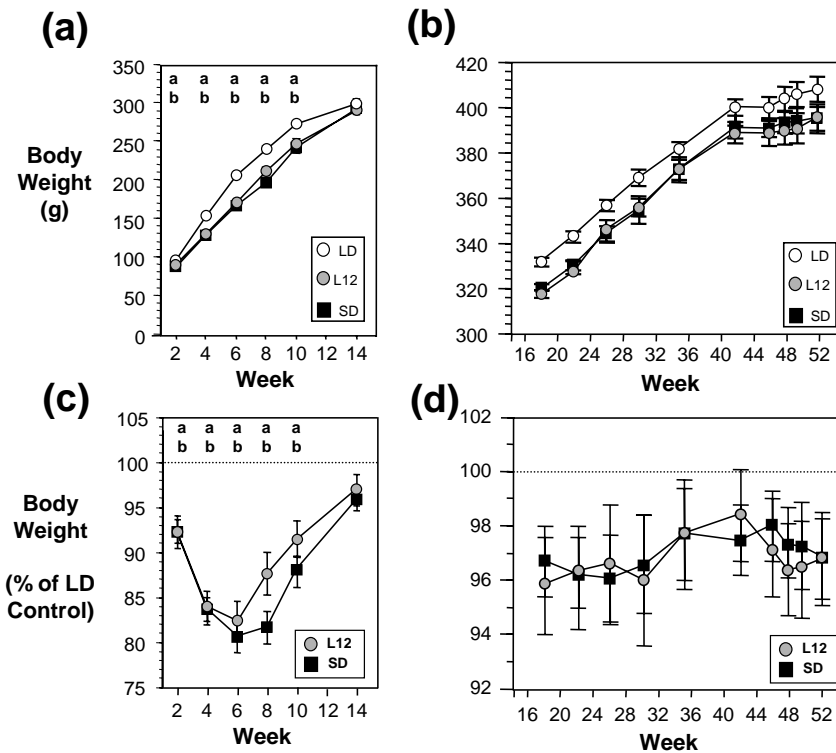 (a)
350
300
250
200
150
100
50
0
a a a a a
b b b b b
Body
Weight
(g)
LD
L12
SD
2 4 6 8 10 12 14
Week
(b)
420
400
380
360
340
320
400
LD
L12
SD
16 20 24 28 32 36 44 48 52
Week
(c)
105
100
95
90
85
80
75
a a a a a
b b b b b
Body
Weight
(% of LD
Control)
L12
SD
2 4 6 8 10 12 14
Week
(d)
102
100
98
96
94
92
L12
SD
16 20 24 28 32 36 44 48 52
Week